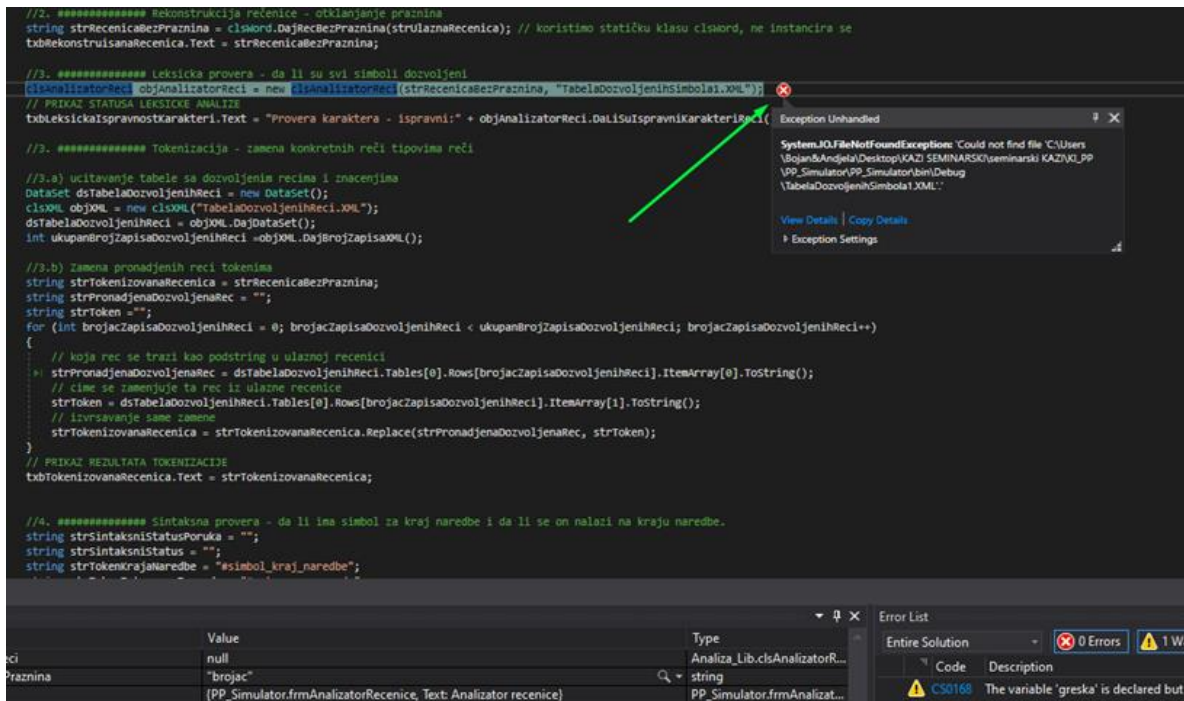 //2. ############## Rekonstrukcija rečenice - otklanjanje praznina
string strRecenicaBezPraznina = clsWord.DajRecBezPraznina(strUlaznaRecenica); // koristimo statičku klasu clsWord, ne instancira se
txbRekonstruisanaRecenica.Text = strRecenicaBezPraznina;
//3. ############## Leksicka provera - da li su svi simboli dozvoljeni
clsAnalizatorReci objAnalizatorReci = new clsAnalizatorReci(strRecenicaBezPraznina, "TabelaDozvoljenihSimbola1.XML");
// PRIKAZ STATUSA LEKSICKE ANALIZE
txbLeksickaIspravnostKarakteri.Text = "Provera karaktera - ispravni:" + objAnalizatorReci.DaLiSuIspravniKarakteriReci(
Exception Unhandled
System.IO.FileNotFoundException: 'Could not find file 'C:\Users
\Bojan&Andjela\Desktop\KAZI SEMINARSKI\seminarski KAZI\KI_PP
\PP_Simulator\PP_Simulator\bin\Debug
\TabelaDozvoljenihSimbola1.XML'.'
View Details | Copy Details
Exception Settings
//3. ############## Tokenizacija - zamena konkretnih reči tipovima reči
//3.a) ucitavanje tabele sa dozvoljenim recima i znacenjima
DataSet dsTabelaDozvoljenihReci = new DataSet();
clsXML objXML = new clsXML("TabelaDozvoljenihReci.XML");
dsTabelaDozvoljenihReci = objXML.DajDataSet();
int ukupanBrojZapisaDozvoljenihReci =objXML.DajBrojZapisaXML();
//3.b) Zamena pronadjenih reci tokenima
string strTokenizovanaRecenica = strRecenicaBezPraznina;
string strPronadjenaDozvoljenaRec = "";
string strToken ="";
for (int brojacZapisaDozvoljenihReci = 0; brojacZapisaDozvoljenihReci < ukupanBrojZapisaDozvoljenihReci; brojacZapisaDozvoljenihReci++)
{
// koja rec se trazi kao podstring u ulaznoj recenici
strPronadjenaDozvoljenaRec = dsTabelaDozvoljenihReci.Tables[0].Rows[brojacZapisaDozvoljenihReci].ItemArray[0].ToString();
// cime se zamenjuje ta rec iz ulazne recenice
strToken = dsTabelaDozvoljenihReci.Tables[0].Rows[brojacZapisaDozvoljenihReci].ItemArray[1].ToString();
// izvrsavanje same zamene
strTokenizovanaRecenica = strTokenizovanaRecenica.Replace(strPronadjenaDozvoljenaRec, strToken);
}
// PRIKAZ REZULTATA TOKENIZACIJE
txbTokenizovanaRecenica.Text = strTokenizovanaRecenica;
//4. ############## Sintaksna provera - da li ima simbol za kraj naredbe i da li se on nalazi na kraju naredbe.
string strSintaksniStatusPoruka = "";
string strSintaksniStatus = "";
string strTokenKrajaNaredbe = "#simbol_kraj_naredbe";
Value Type
eci null Analiza_Lib.clsAnalizatorR...
Praznina "brojac" string
{PP_Simulator.frmAnalizatorRecenice, Text: Analizator recenice} PP_Simulator.frmAnalizat...
Error List
Entire Solution 0 Errors 1 W
Code Description
CS0168 The variable 'greska' is declared but